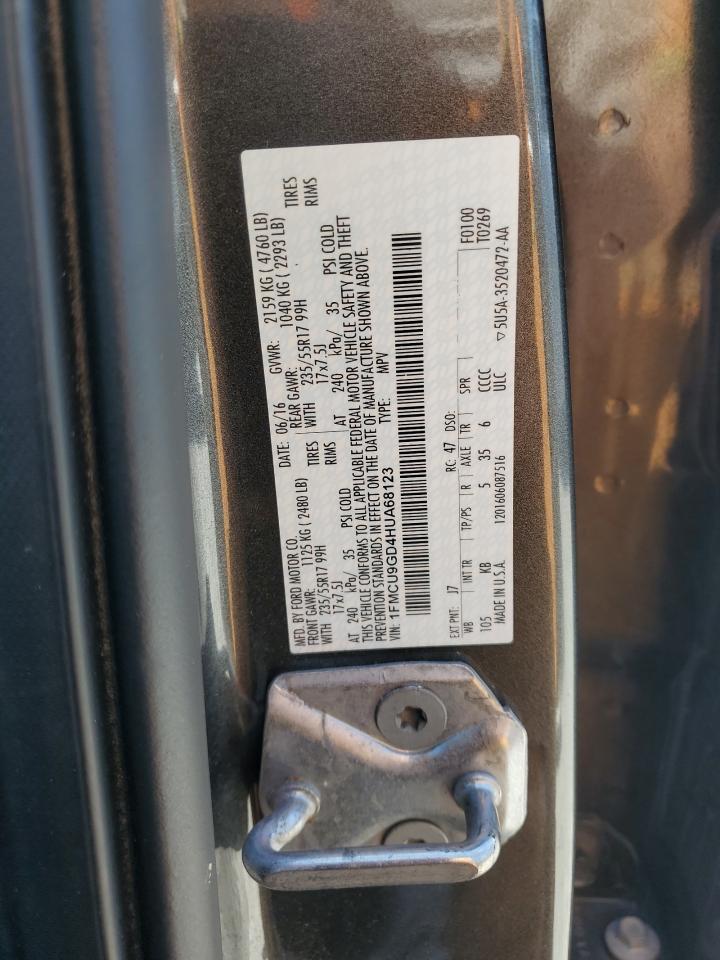 MFD. BY FORD MOTOR CO. DATE: 06/16 GVWR: 2159 KG ( 4760 LB)
FRONT GAWR: 1125 KG ( 2480 LB) REAR GAWR: 1040 KG ( 2293 LB)
WITH 235/55R17 99H TIRES WITH 235/55R17 99H TIRES
17x7.5J RIMS 17x7.5J RIMS
AT 240 kPa/ 35 PSI COLD AT 240 kPa/ 35 PSI COLD
THIS VEHICLE CONFORMS TO ALL APPLICABLE FEDERAL MOTOR VEHICLE SAFETY AND THEFT
PREVENTION STANDARDS IN EFFECT ON THE DATE OF MANUFACTURE SHOWN ABOVE.
VIN: 1FMCU9GD4HUA68123 TYPE: MPV
EXT PNT: J7 RC: 47 DSO: F0100
WB INT TR TP/PS R AXLE TR SPR T0269
105 KB 5 35 6 CCCC
MADE IN U.S.A. 1201606087516 ULC ▽5U5A-3520472-AA